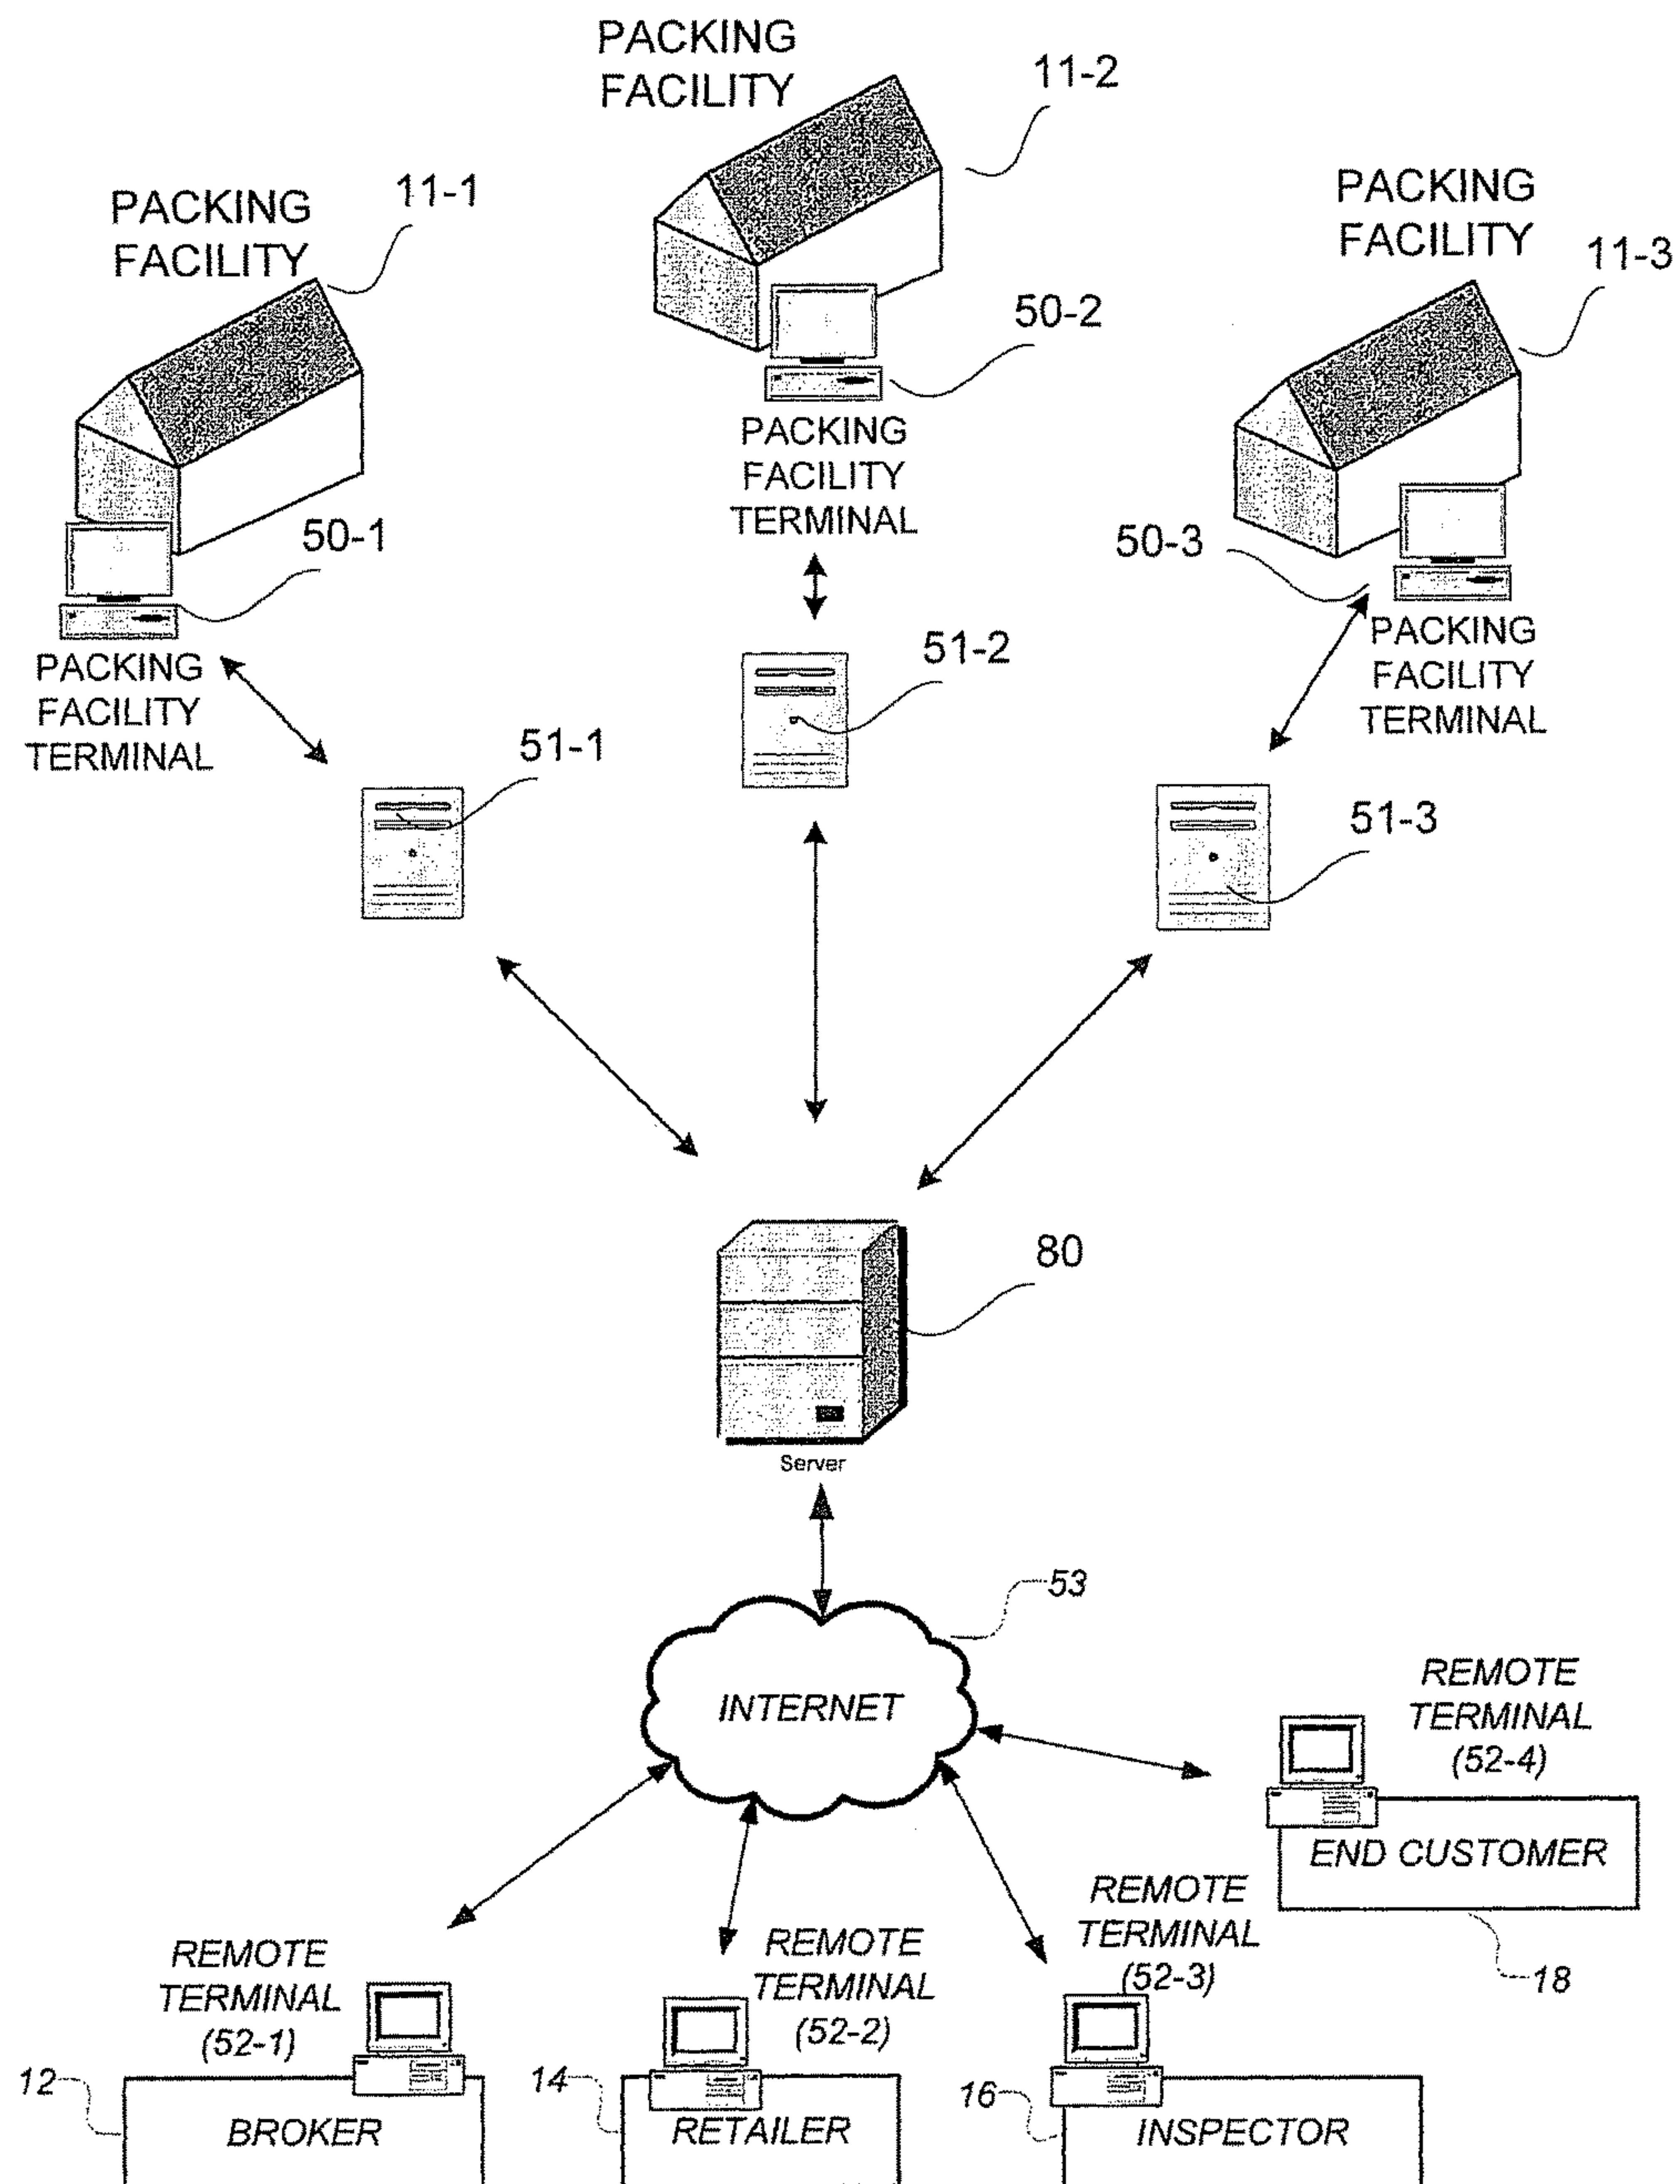 PACKING
FACILITY
11-2
PACKING
FACILITY
11-1
PACKING
FACILITY
11-3
50-2
PACKING
FACILITY
TERMINAL
50-1
PACKING
FACILITY
TERMINAL
50-3
PACKING
FACILITY
TERMINAL
51-2
51-1
51-3
80
Server
53
INTERNET
REMOTE
TERMINAL
(52-4)
END CUSTOMER
18
REMOTE
TERMINAL
(52-1)
REMOTE
TERMINAL
(52-2)
REMOTE
TERMINAL
(52-3)
12
BROKER
14
RETAILER
16
INSPECTOR